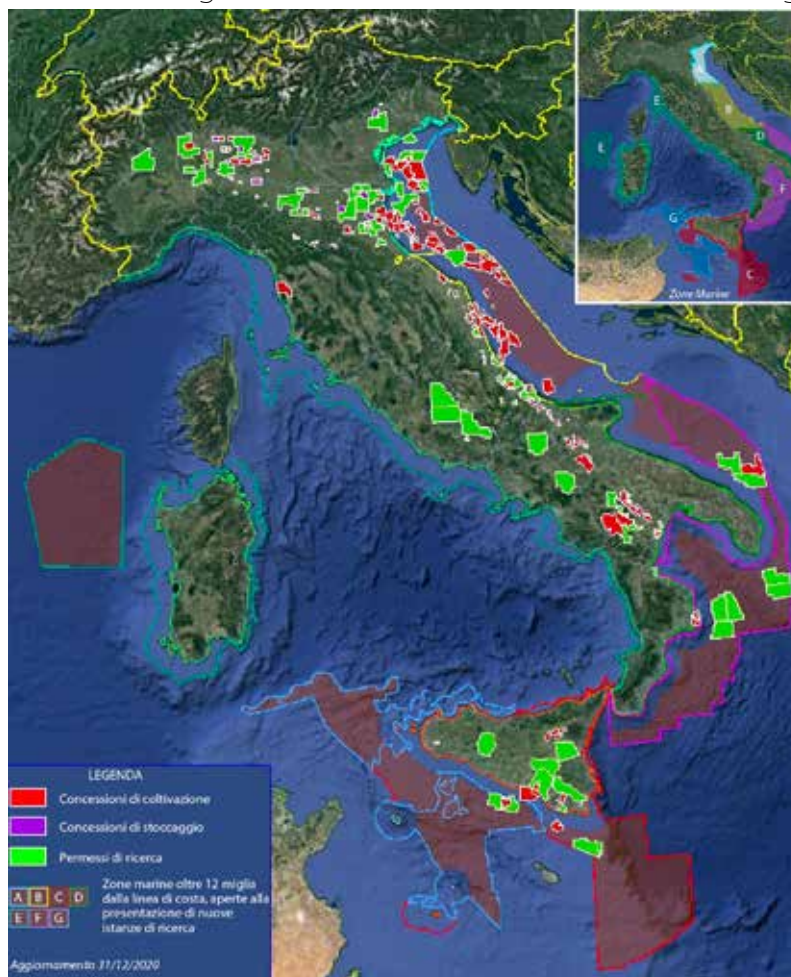 E
B
D
E
F
G
C
Zone Marine
LEGENDA
Concessioni di coltivazione
Concessioni di stoccaggio
Permessi di ricerca
A B C D
E F G
Zone marine oltre 12 miglia
dalla linea di costa, aperte alla
presentazione di nuove
istanze di ricerca
Aggiornamento 31/12/2020